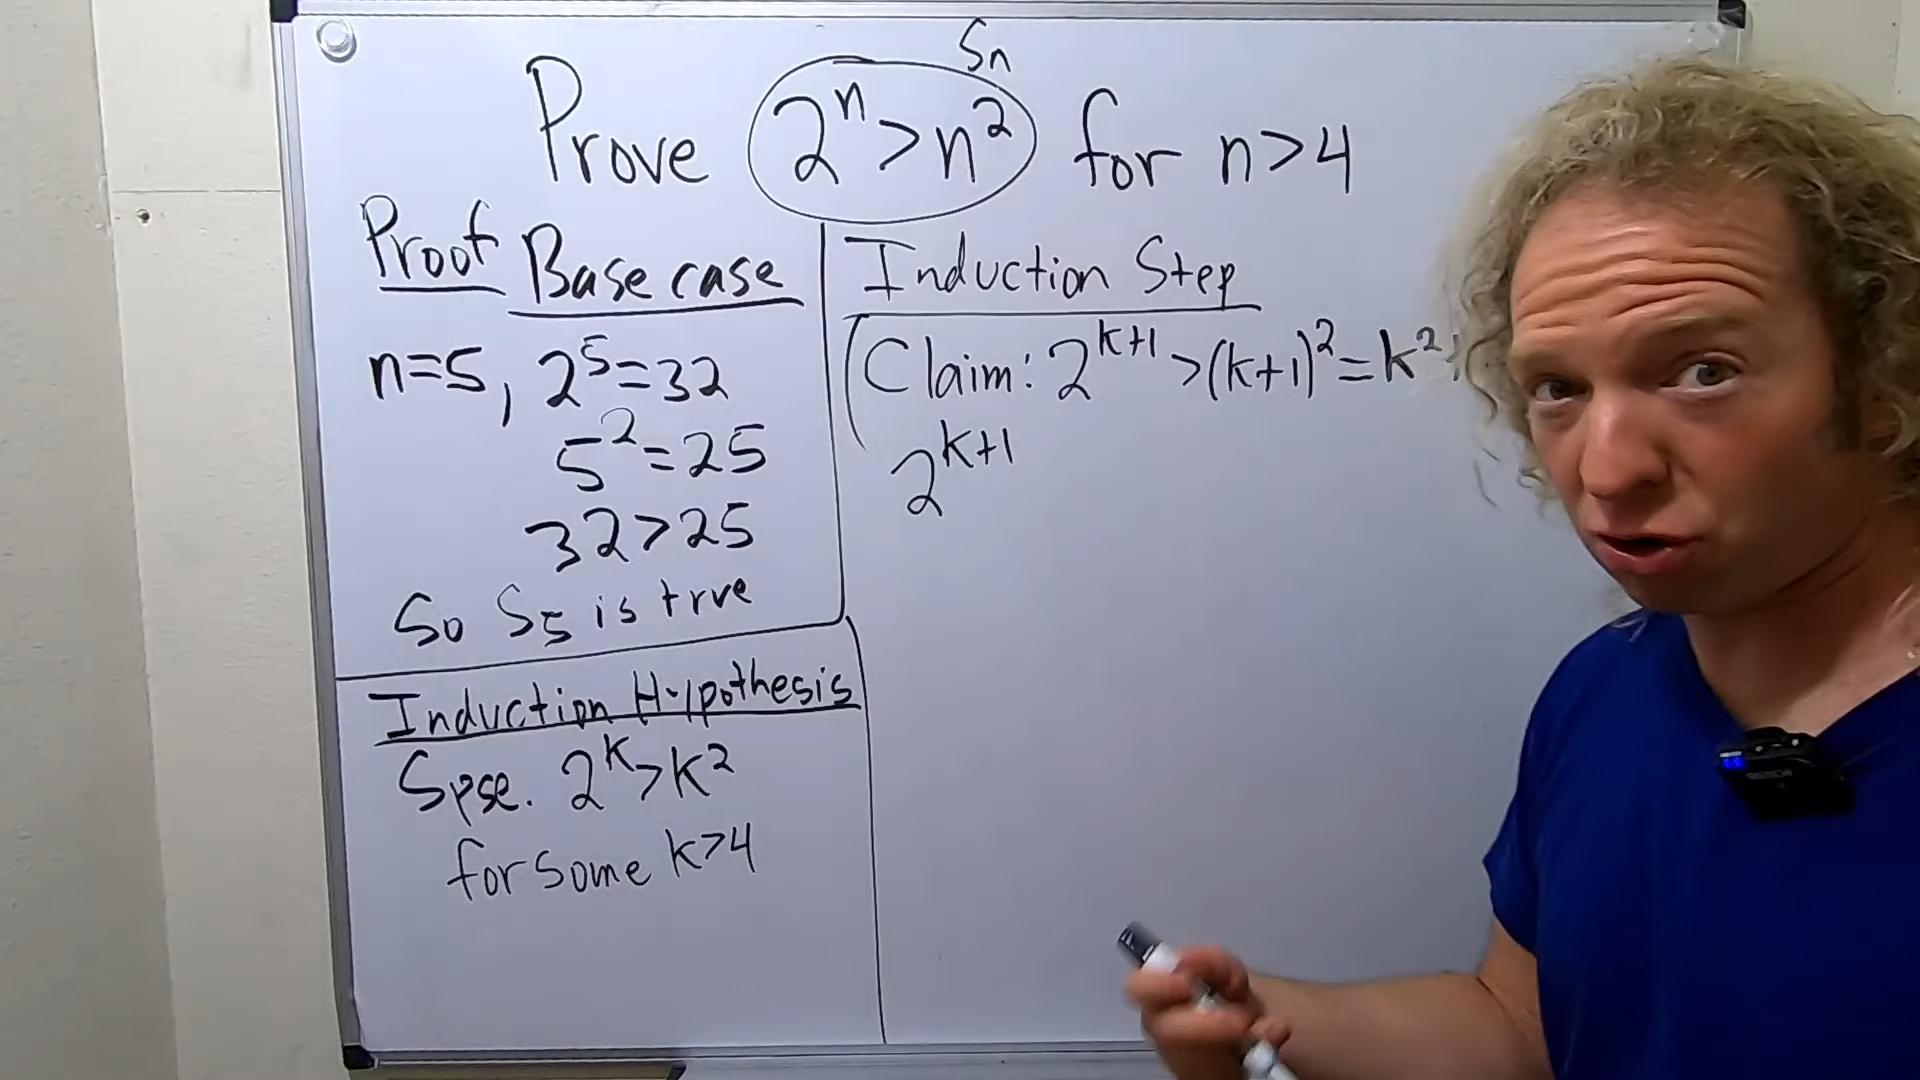 Prove 2ⁿ>n² for n>4
Sn
Proof Base case
n=5, 2⁵=32
5²=25
32>25
So S₅ is true
Induction Hypothesis
Spse. 2ᵏ>k²
for some k>4
Induction Step
Claim: 2ᵏ⁺¹>(k+1)²=k²
2ᵏ⁺¹